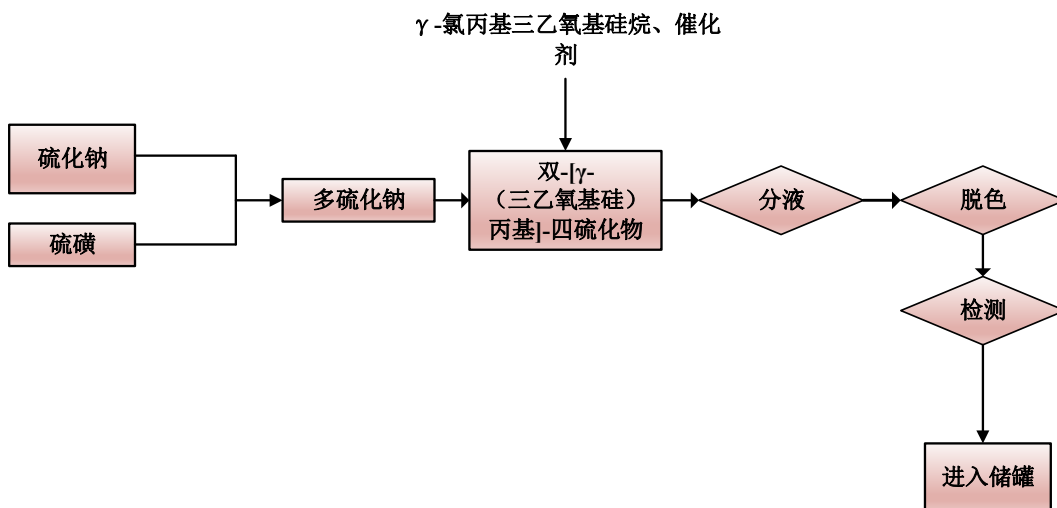 γ-氯丙基三乙氧基硅烷、催化
剂
硫化钠
硫磺
多硫化钠
双-[γ-
（三乙氧基硅）
丙基]-四硫化物
分液
脱色
检测
进入储罐